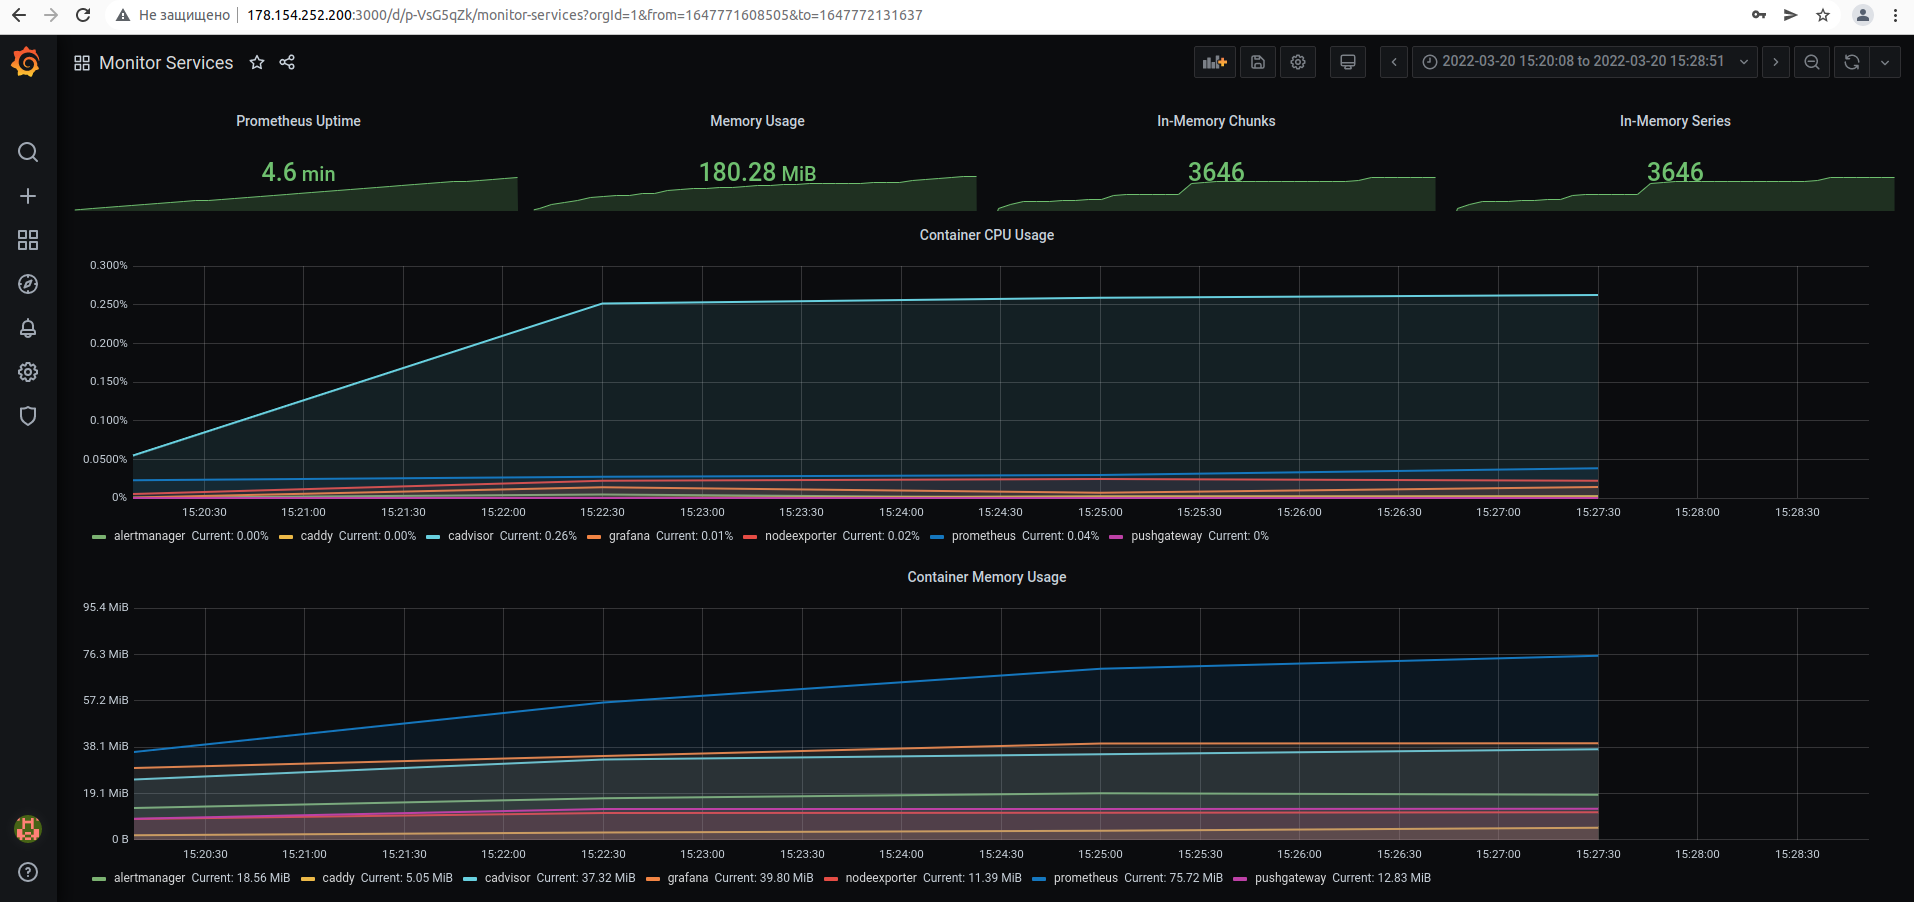 Не защищено 178.154.252.200:3000/d/p-VsG5qZk/monitor-services?orgId=1&from=1647771608505&to=1647772131637
Monitor Services 2022-03-20 15:20:08 to 2022-03-20 15:28:51
Prometheus Uptime Memory Usage In-Memory Chunks In-Memory Series
4.6 min 180.28 MiB 3646 3646
Container CPU Usage
0.300%
0.250%
0.200%
0.150%
0.100%
0.0500%
0%
15:20:30 15:21:00 15:21:30 15:22:00 15:22:30 15:23:00 15:23:30 15:24:00 15:24:30 15:25:00 15:25:30 15:26:00 15:26:30 15:27:00 15:27:30 15:28:00 15:28:30
alertmanager Current: 0.00% caddy Current: 0.00% cadvisor Current: 0.26% grafana Current: 0.01% nodeexporter Current: 0.02% prometheus Current: 0.04% pushgateway Current: 0%
Container Memory Usage
95.4 MiB
76.3 MiB
57.2 MiB
38.1 MiB
19.1 MiB
0 B
15:20:30 15:21:00 15:21:30 15:22:00 15:22:30 15:23:00 15:23:30 15:24:00 15:24:30 15:25:00 15:25:30 15:26:00 15:26:30 15:27:00 15:27:30 15:28:00 15:28:30
alertmanager Current: 18.56 MiB caddy Current: 5.05 MiB cadvisor Current: 37.32 MiB grafana Current: 39.80 MiB nodeexporter Current: 11.39 MiB prometheus Current: 75.72 MiB pushgateway Current: 12.83 MiB